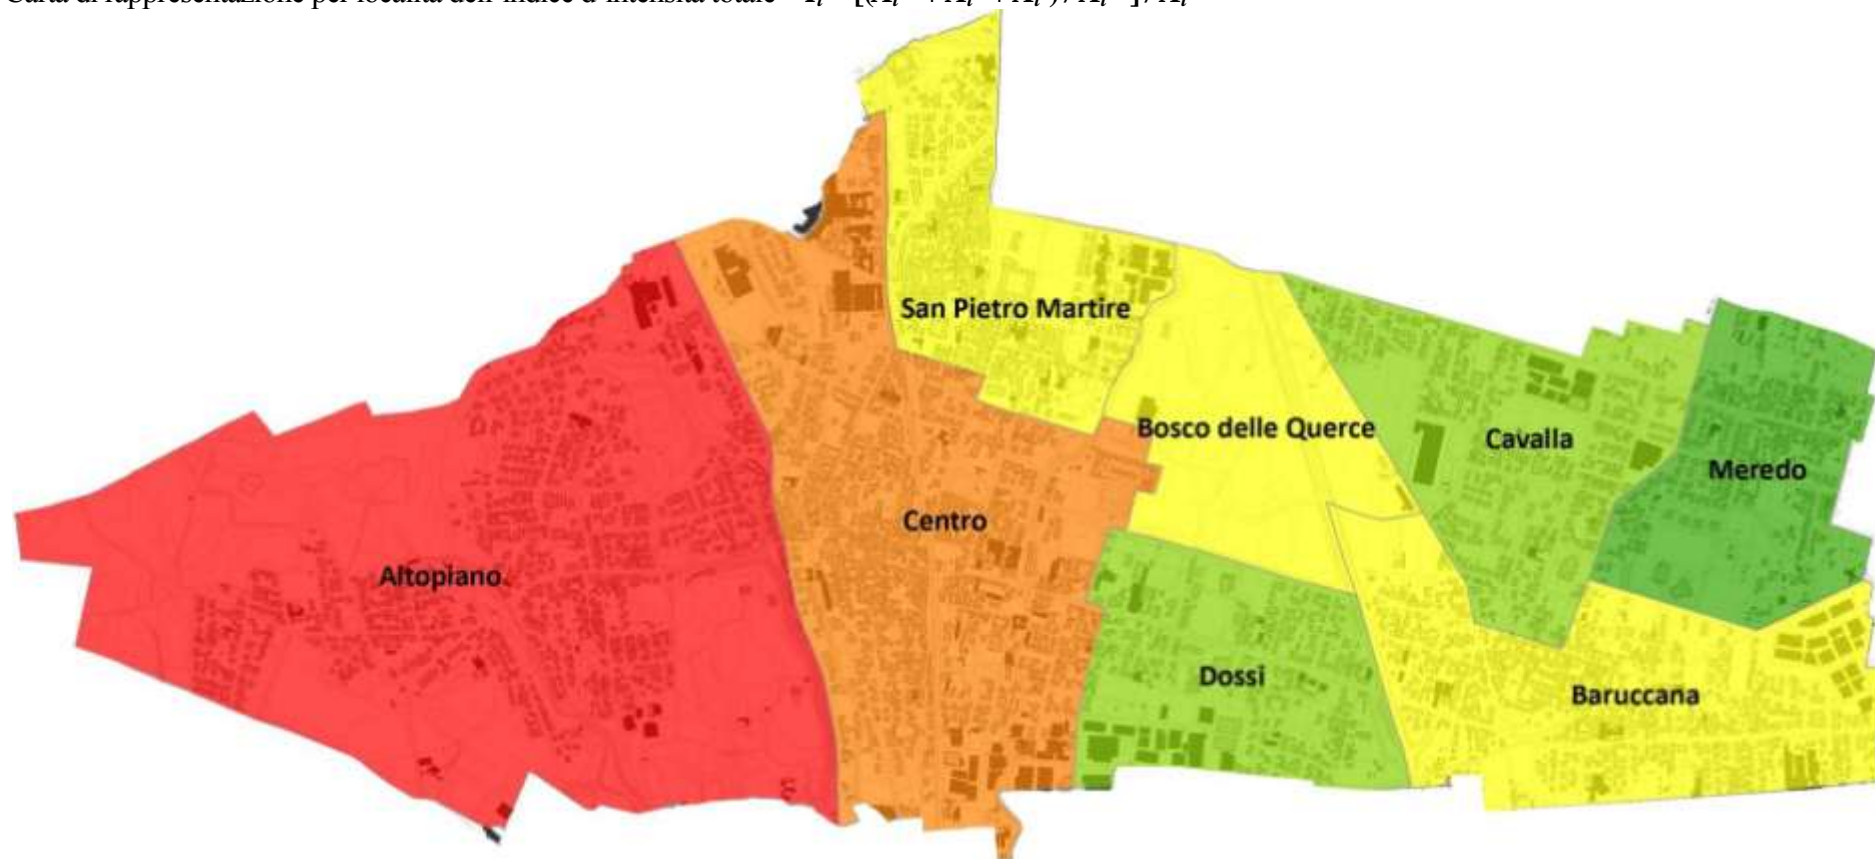 Carta di rappresentazione per località dell'indice d'intensità totale
San Pietro Martire
Bosco delle Querce
Cavalla
Meredo
Centro
Altopiano
Dossi
Baruccana